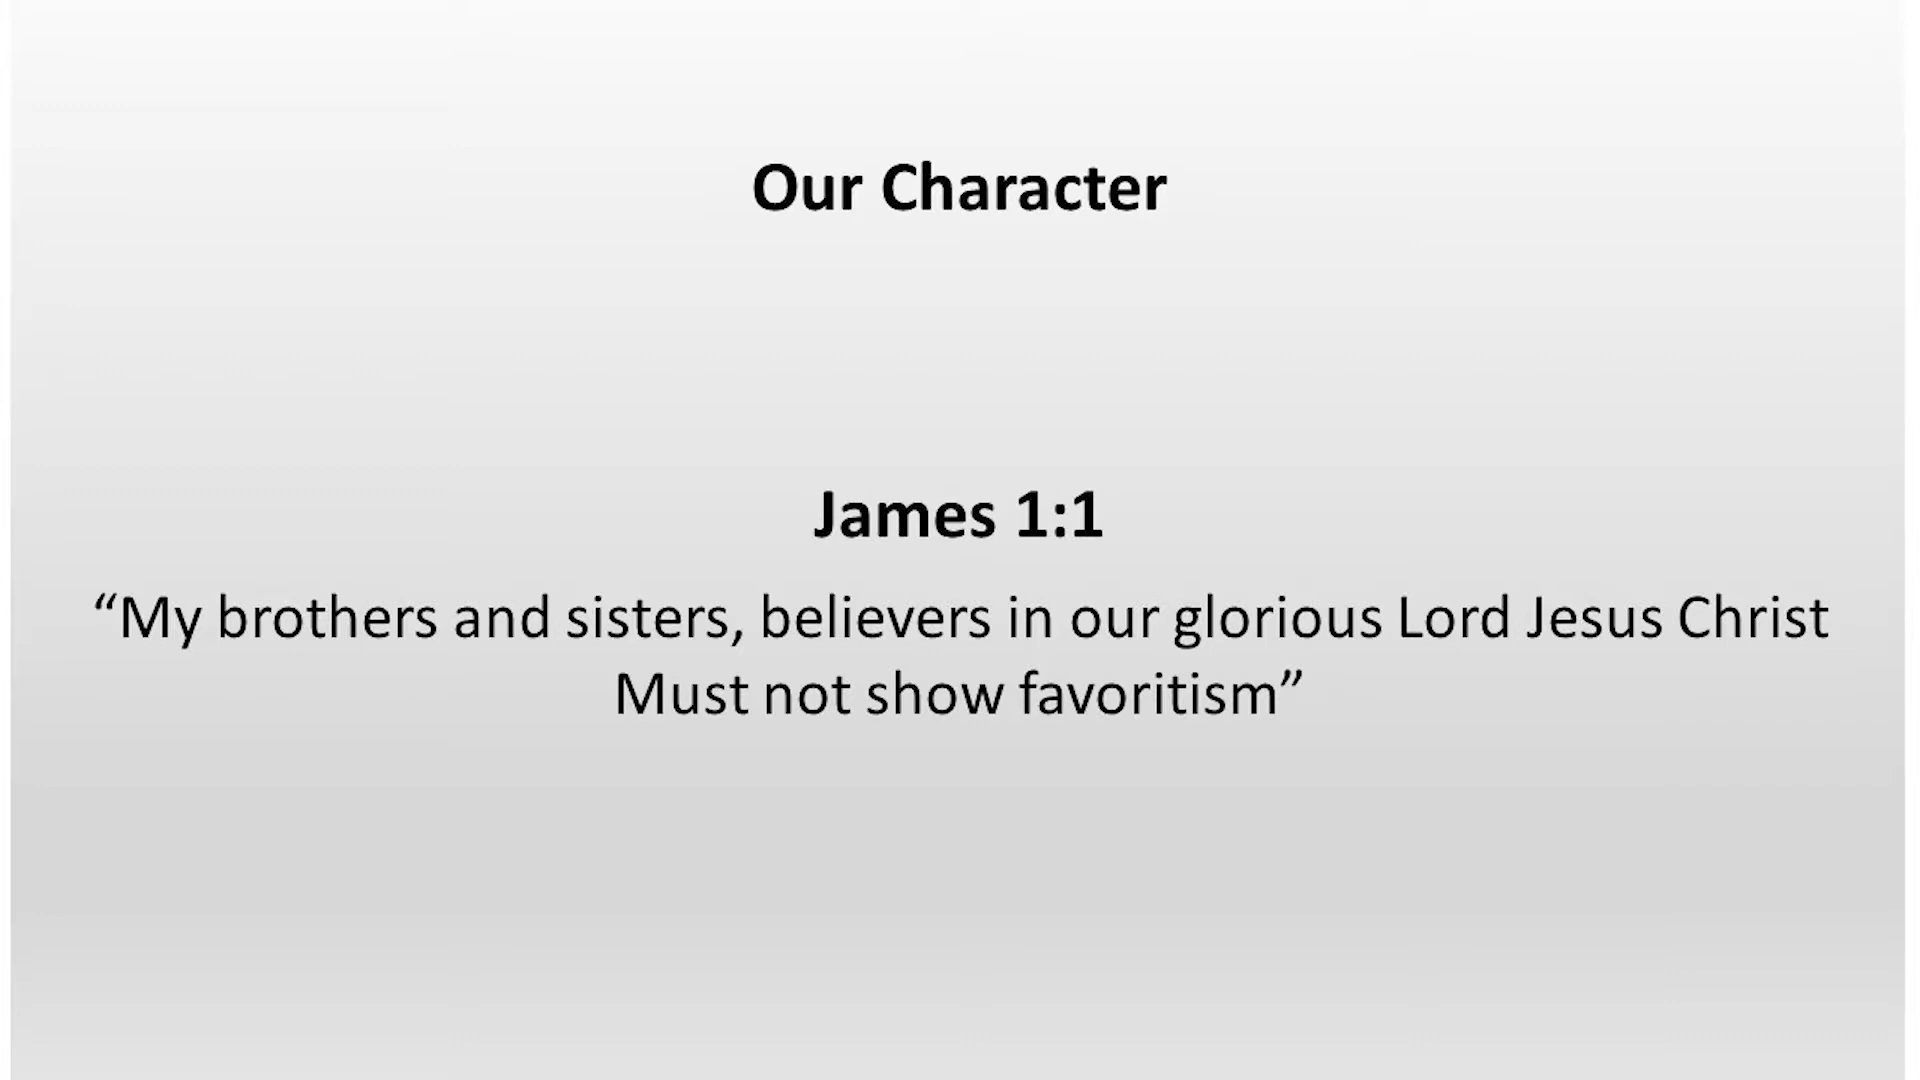 Our Character
James 1:1
“My brothers and sisters, believers in our glorious Lord Jesus Christ
Must not show favoritism”